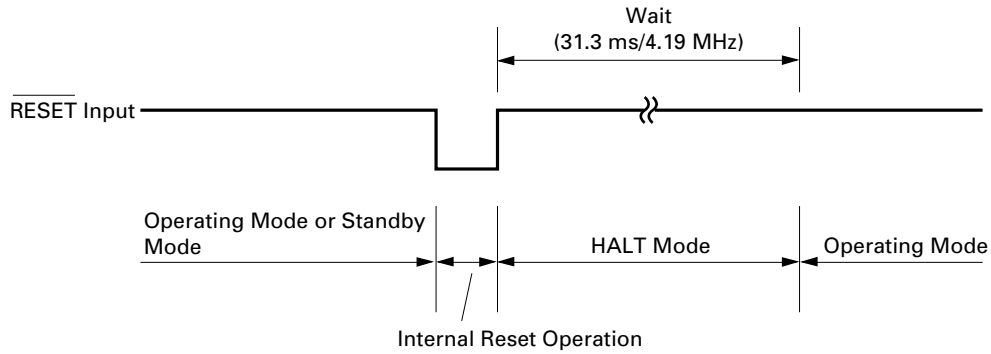 Wait
(31.3 ms/4.19 MHz)
RESET Input
Operating Mode or Standby
Mode
HALT Mode
Operating Mode
Internal Reset Operation